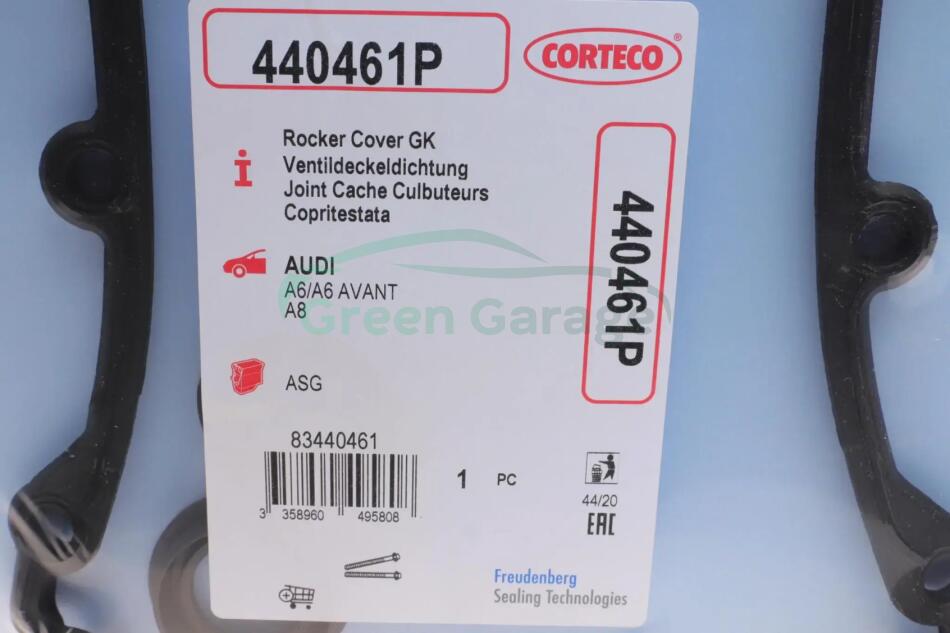 440461P
CORTECO®
Rocker Cover GK
Ventildeckeldichtung
Joint Cache Culbuteurs
Copritestata
440461P
AUDI
A6/A6 AVANT
A8
Green Garage
ASG
83440461
1 PC
3 358960 495808
44/20
EAC
Freudenberg
Sealing Technologies